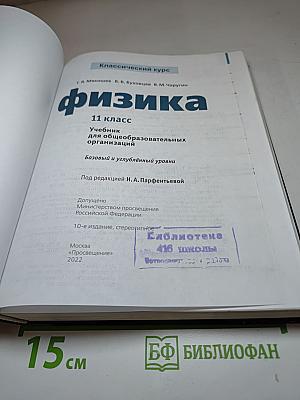 Классический курс
Г. Я. Мякишев Б. Б. Буховцев В. М. Чаругин
физика
11 класс
Учебник
для общеобразовательных
организаций
Базовый и углублённый уровни
Под редакцией Н. А. Парфентьевой
Допущено
Министерством просвещения
Российской Федерации
10-е издание, стереотипное
Москва
«Просвещение»
2022
Библиотека
416 школы
15 см
БФ БИБЛИОФАН